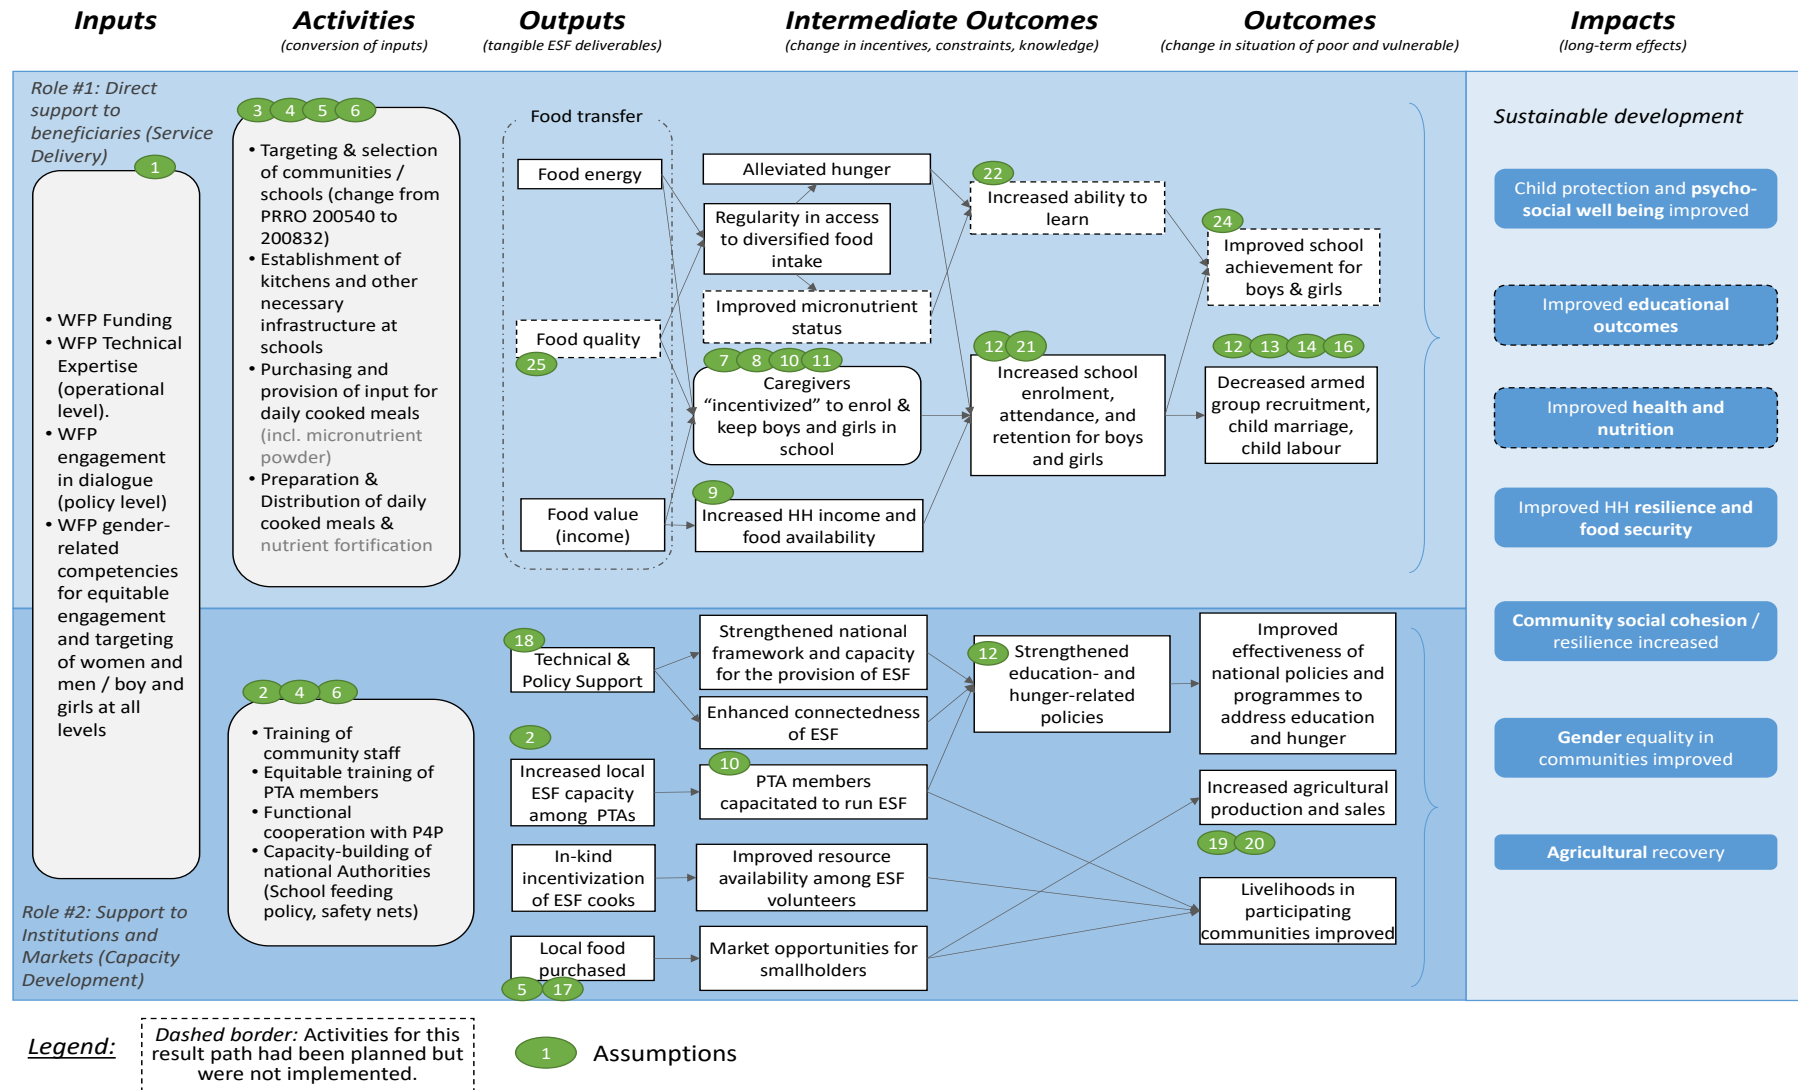 Inputs
Activities
(conversion of inputs)
Outputs
(tangible ESF deliverables)
Intermediate Outcomes
(change in incentives, constraints, knowledge)
Outcomes
(change in situation of poor and vulnerable)
Impacts
(long-term effects)
Role #1: Direct
support to
beneficiaries (Service
Delivery)
1
• WFP Funding
• WFP Technical
Expertise
(operational
level).
• WFP
engagement
in dialogue
(policy level)
• WFP gender-
related
competencies
for equitable
engagement
and targeting
of women and
men / boy and
girls at all
levels
3 4 5 6
• Targeting & selection
of communities /
schools (change from
PRRO 200540 to
200832)
• Establishment of
kitchens and other
necessary
infrastructure at
schools
• Purchasing and
provision of input for
daily cooked meals
(incl. micronutrient
powder)
• Preparation &
Distribution of daily
cooked meals &
nutrient fortification
Food transfer
Food energy
Food quality
25
Food value
(income)
Alleviated hunger
Regularity in access
to diversified food
intake
Improved micronutrient
status
7 8 10 11
Caregivers
“incentivized” to enrol &
keep boys and girls in
school
9
Increased HH income and
food availability
22
Increased ability to
learn
12 21
Increased school
enrolment,
attendance, and
retention for boys
and girls
24
Improved school
achievement for
boys & girls
12 13 14 16
Decreased armed
group recruitment,
child marriage,
child labour
Sustainable development
Child protection and psycho-
social well being improved
Improved educational
outcomes
Improved health and
nutrition
Improved HH resilience and
food security
Community social cohesion /
resilience increased
Gender equality in
communities improved
Agricultural recovery
Role #2: Support to
Institutions and
Markets (Capacity
Development)
2 4 6
• Training of
community staff
• Equitable training of
PTA members
• Functional
cooperation with P4P
• Capacity-building of
national Authorities
(School feeding
policy, safety nets)
18
Technical &
Policy Support
2
Increased local
ESF capacity
among PTAs
In-kind
incentivization
of ESF cooks
Local food
purchased
5 17
Strengthened national
framework and capacity
for the provision of ESF
Enhanced connectedness
of ESF
10
PTA members
capacitated to run ESF
Improved resource
availability among ESF
volunteers
Market opportunities for
smallholders
12
Strengthened
education- and
hunger-related
policies
Improved
effectiveness of
national policies and
programmes to
address education
and hunger
Increased agricultural
production and sales
19 20
Livelihoods in
participating
communities improved
Legend:
Dashed border: Activities for this
result path had been planned but
were not implemented.
1 Assumptions